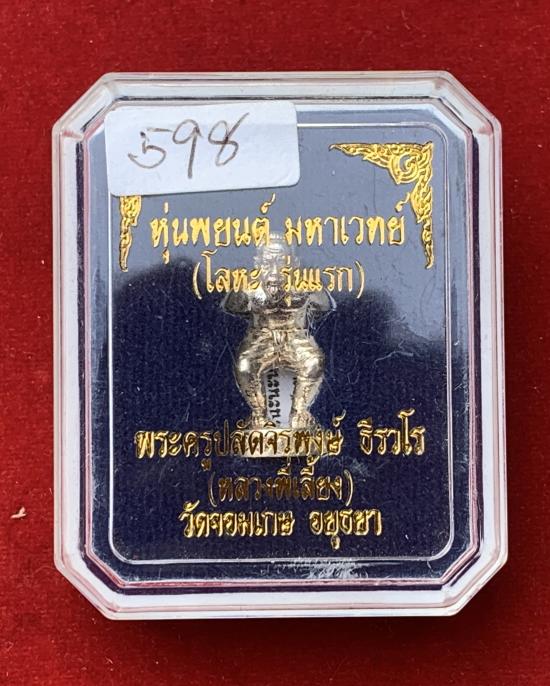 598
หุ่นพยนต์ มหาเวทย์
(โลหะ รุ่นแรก)
พระครูปลัดจิรพงษ์ ธีรวโร
(หลวงพี่เลี้ยง)
วัดจอมเกษ อยุธยา